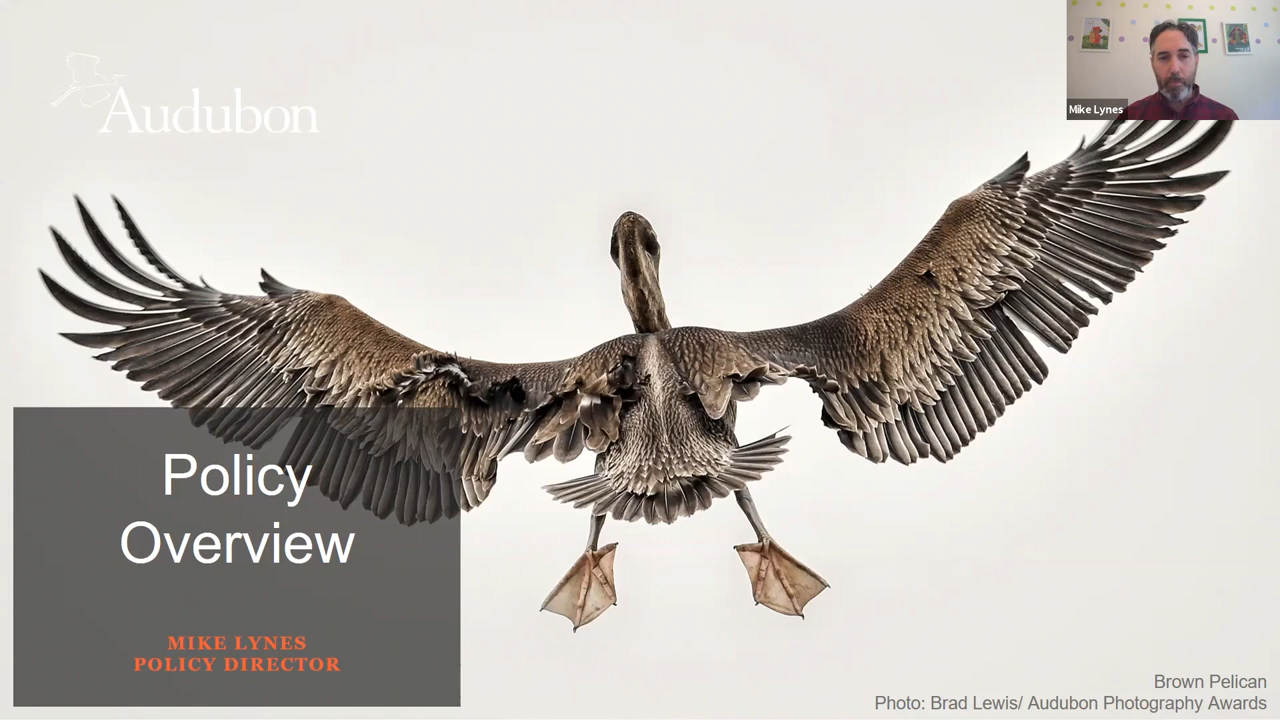 Audubon
Mike Lynes
Policy
Overview
MIKE LYNES
POLICY DIRECTOR
Brown Pelican
Photo: Brad Lewis/ Audubon Photography Awards